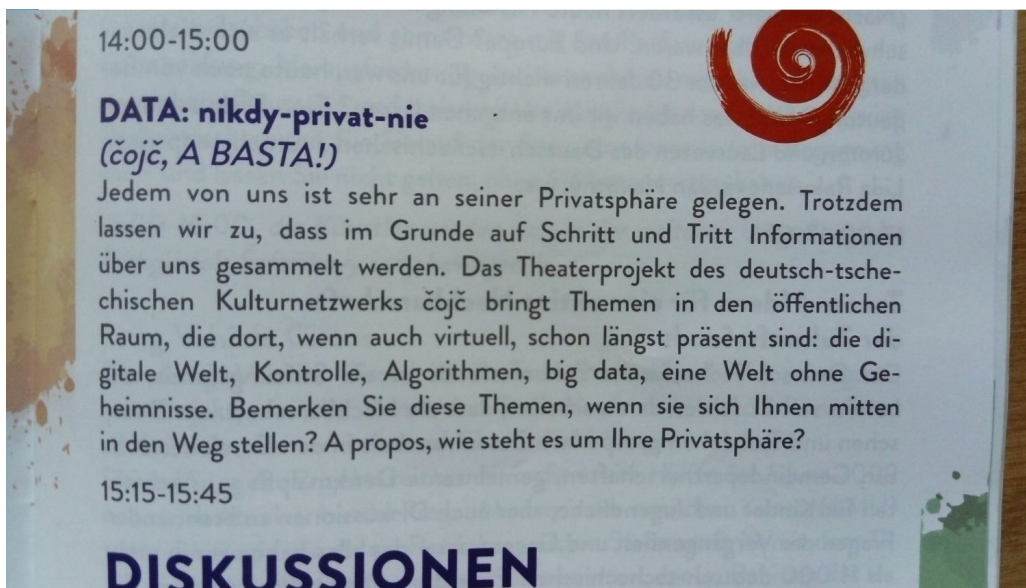 14:00-15:00
DATA: nikdy-privat-nie
(čojč, A BASTA!)
Jedem von uns ist sehr an seiner Privatsphäre gelegen. Trotzdem
lassen wir zu, dass im Grunde auf Schritt und Tritt Informationen
über uns gesammelt werden. Das Theaterprojekt des deutsch-tsche-
chischen Kulturnetzwerks čojč bringt Themen in den öffentlichen
Raum, die dort, wenn auch virtuell, schon längst präsent sind: die di-
gitale Welt, Kontrolle, Algorithmen, big data, eine Welt ohne Ge-
heimnisse. Bemerken Sie diese Themen, wenn sie sich Ihnen mitten
in den Weg stellen? A propos, wie steht es um Ihre Privatsphäre?
15:15-15:45
DISKUSSIONEN